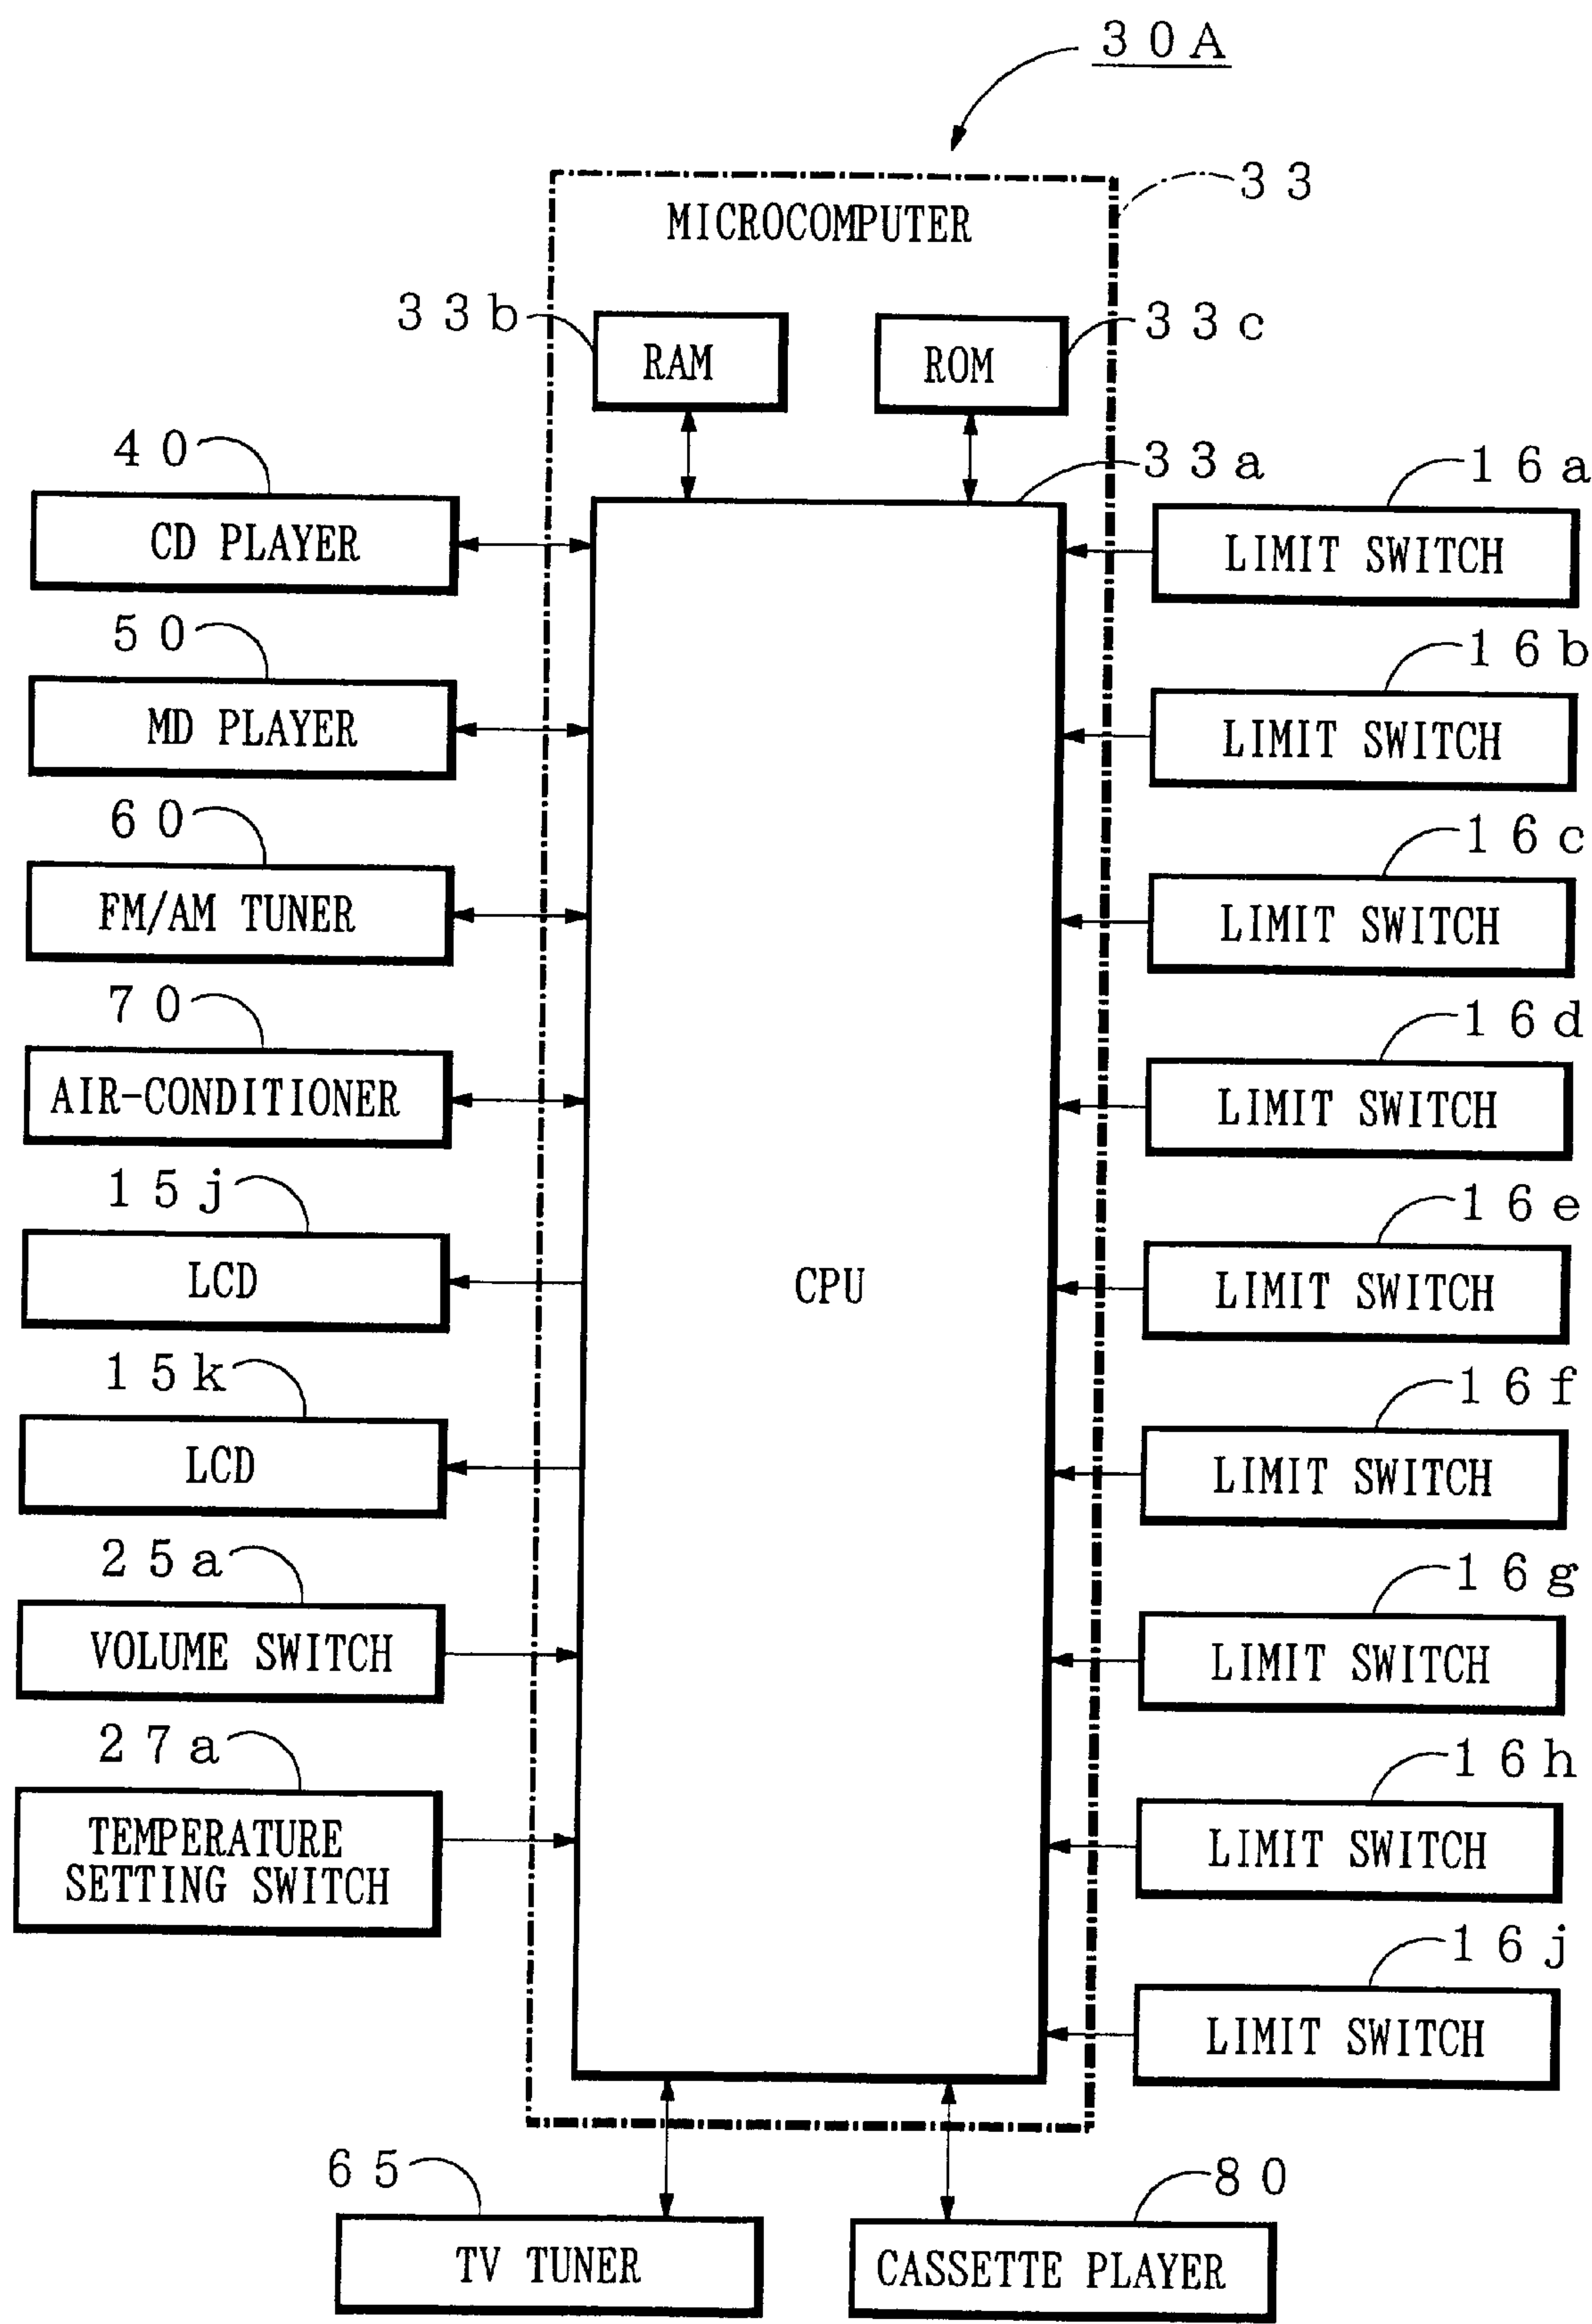 30A
33
MICROCOMPUTER
33b
33c
RAM
ROM
33a
40
CD PLAYER
50
MD PLAYER
60
FM/AM TUNER
70
AIR-CONDITIONER
15j
LCD
15k
LCD
25a
VOLUME SWITCH
27a
TEMPERATURE
SETTING SWITCH
CPU
16a
LIMIT SWITCH
16b
LIMIT SWITCH
16c
LIMIT SWITCH
16d
LIMIT SWITCH
16e
LIMIT SWITCH
16f
LIMIT SWITCH
16g
LIMIT SWITCH
16h
LIMIT SWITCH
16j
LIMIT SWITCH
65
TV TUNER
80
CASSETTE PLAYER